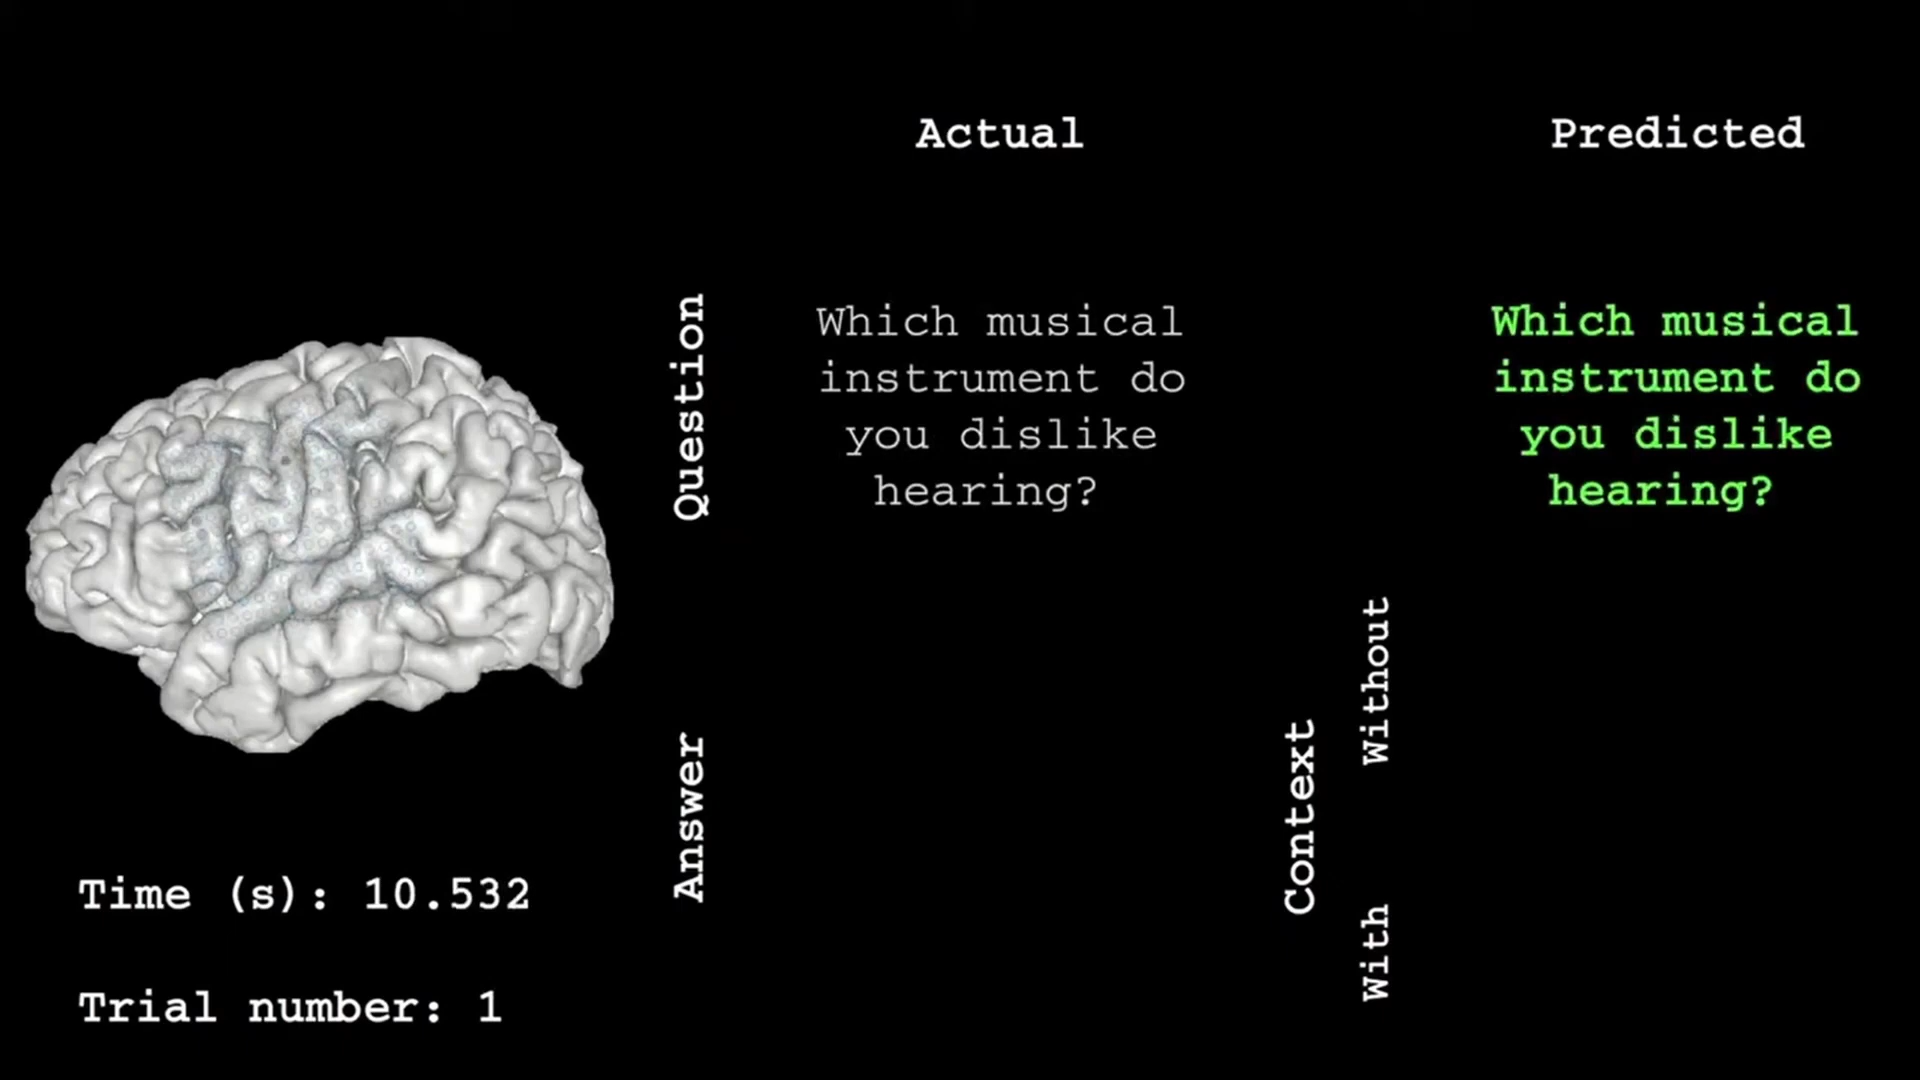 Actual
Predicted
Question
Which musical
instrument do
you dislike
hearing?
Which musical
instrument do
you dislike
hearing?
Answer
Context
Without
With
Time (s): 10.532
Trial number: 1